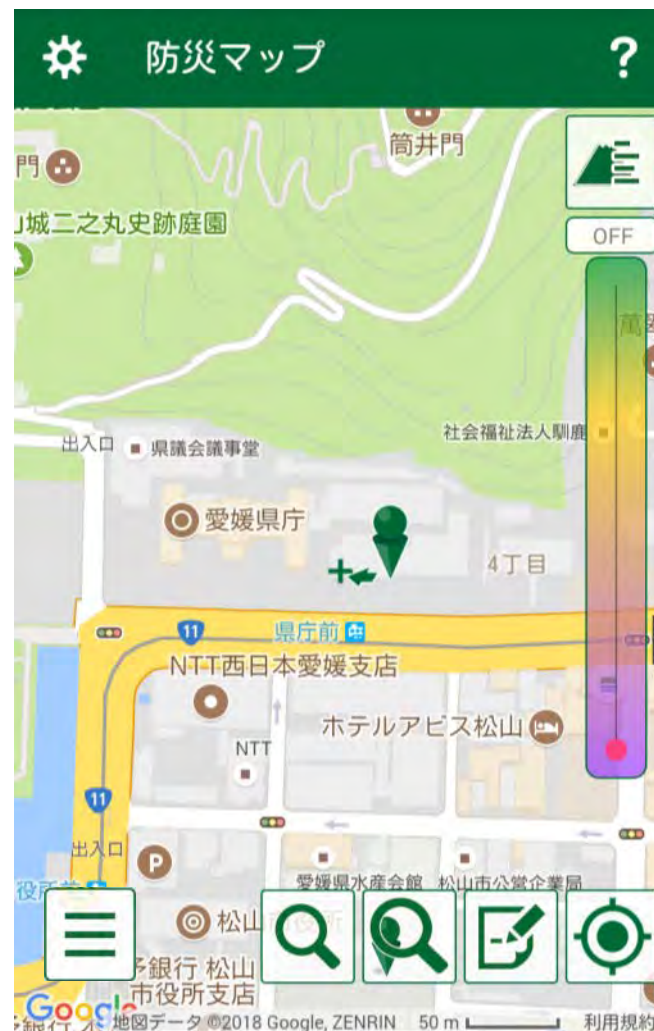 防災マップ
?
筒井門
門
城二之丸史跡庭園
OFF
萬
出入口
県議会議事堂
社会福祉法人馴鹿
愛媛県庁
4丁目
11
県庁前
NTT西日本愛媛支店
ホテルアビス松山
NTT
11
出入口
P
愛媛県水産会館
松山市公営企業局
役所
松山
予銀行 松山
市役所支店
Google
地図データ ©2018 Google, ZENRIN
50 m
利用規約